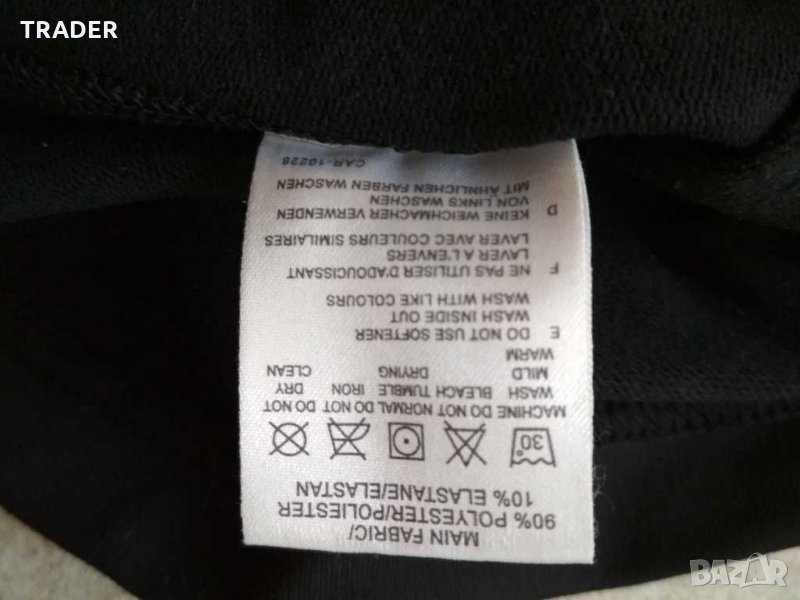 TRADER
MAIN FABRIC/
90% POLYESTER/POLIESTER
10% ELASTANE/ELASTAN
30°
MACHINE DO NOT NORMAL DO NOT DO NOT
WASH BLEACH TUMBLE IRON DRY
MILD DRYING CLEAN
WARM
E DO NOT USE SOFTENER
WASH INSIDE OUT
WASH WITH LIKE COLOURS
F NE PAS UTILISER D'ADOUCISSANT
LAVER A L'ENVERS
LAVER AVEC COULEURS SIMILAIRES
D KEINE WEICHMACHER VERWENDEN
VON LINKS WASCHEN
MIT ÄHNLICHEN FARBEN WASCHEN
CAR-10228
BAZAR